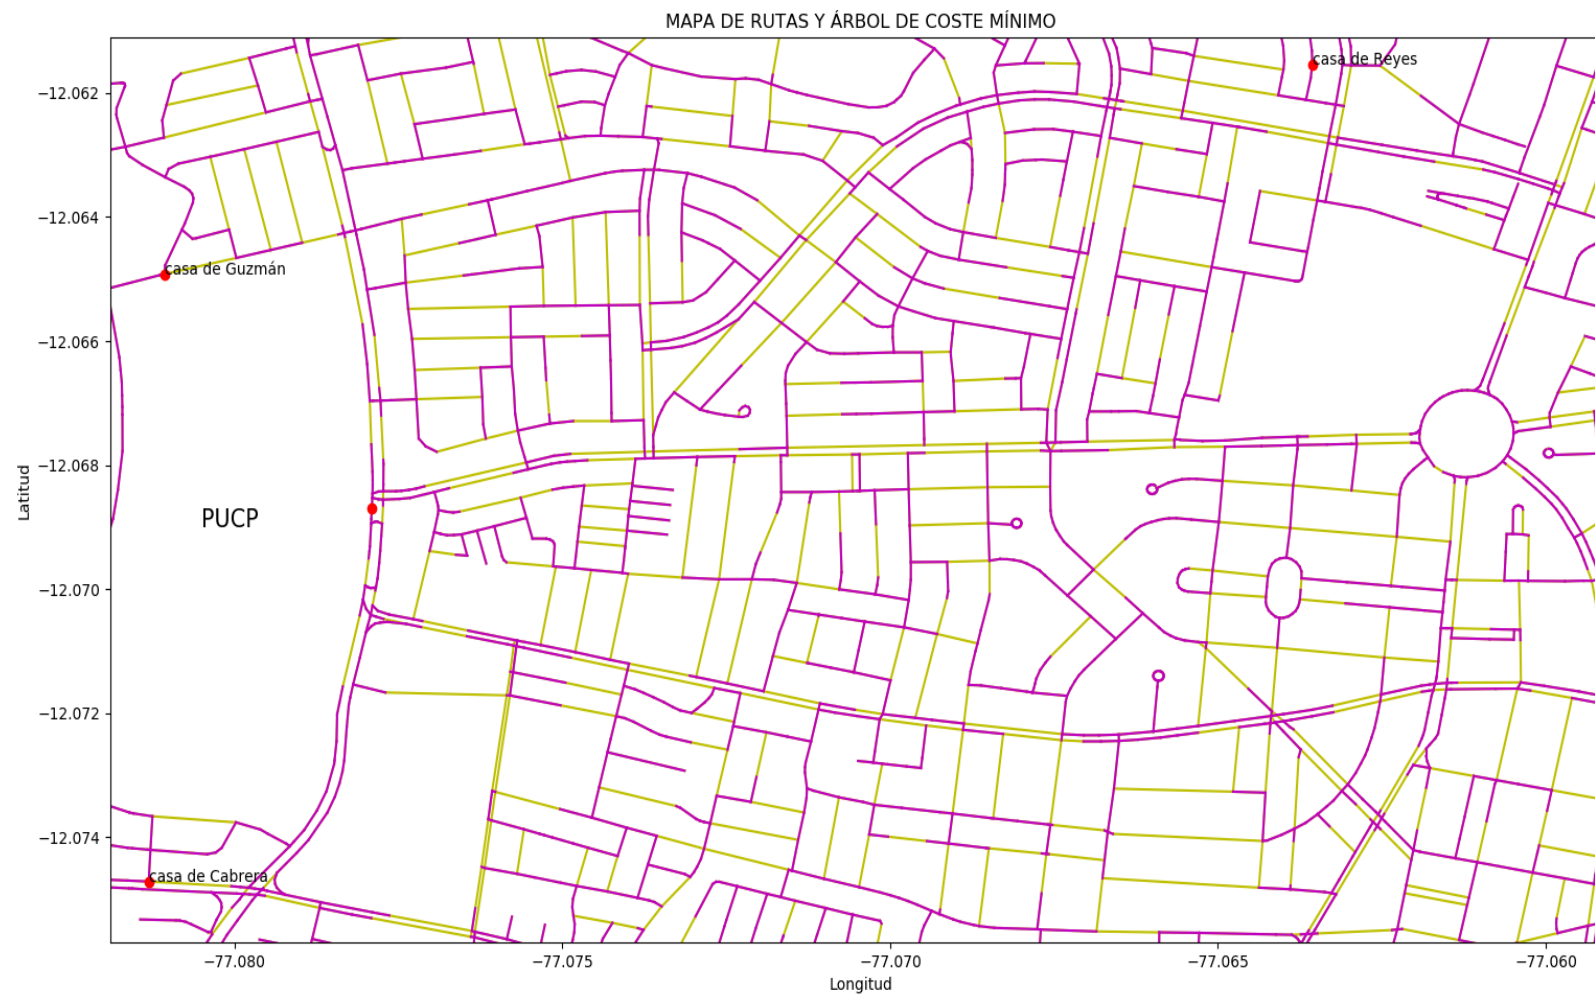 MAPA DE RUTAS Y ÁRBOL DE COSTE MÍNIMO
casa de Reyes
−12.062
−12.064
casa de Guzmán
−12.066
−12.068
Latitud
PUCP
−12.070
−12.072
−12.074
casa de Cabrera
−77.080
−77.075
−77.070
−77.065
−77.060
Longitud